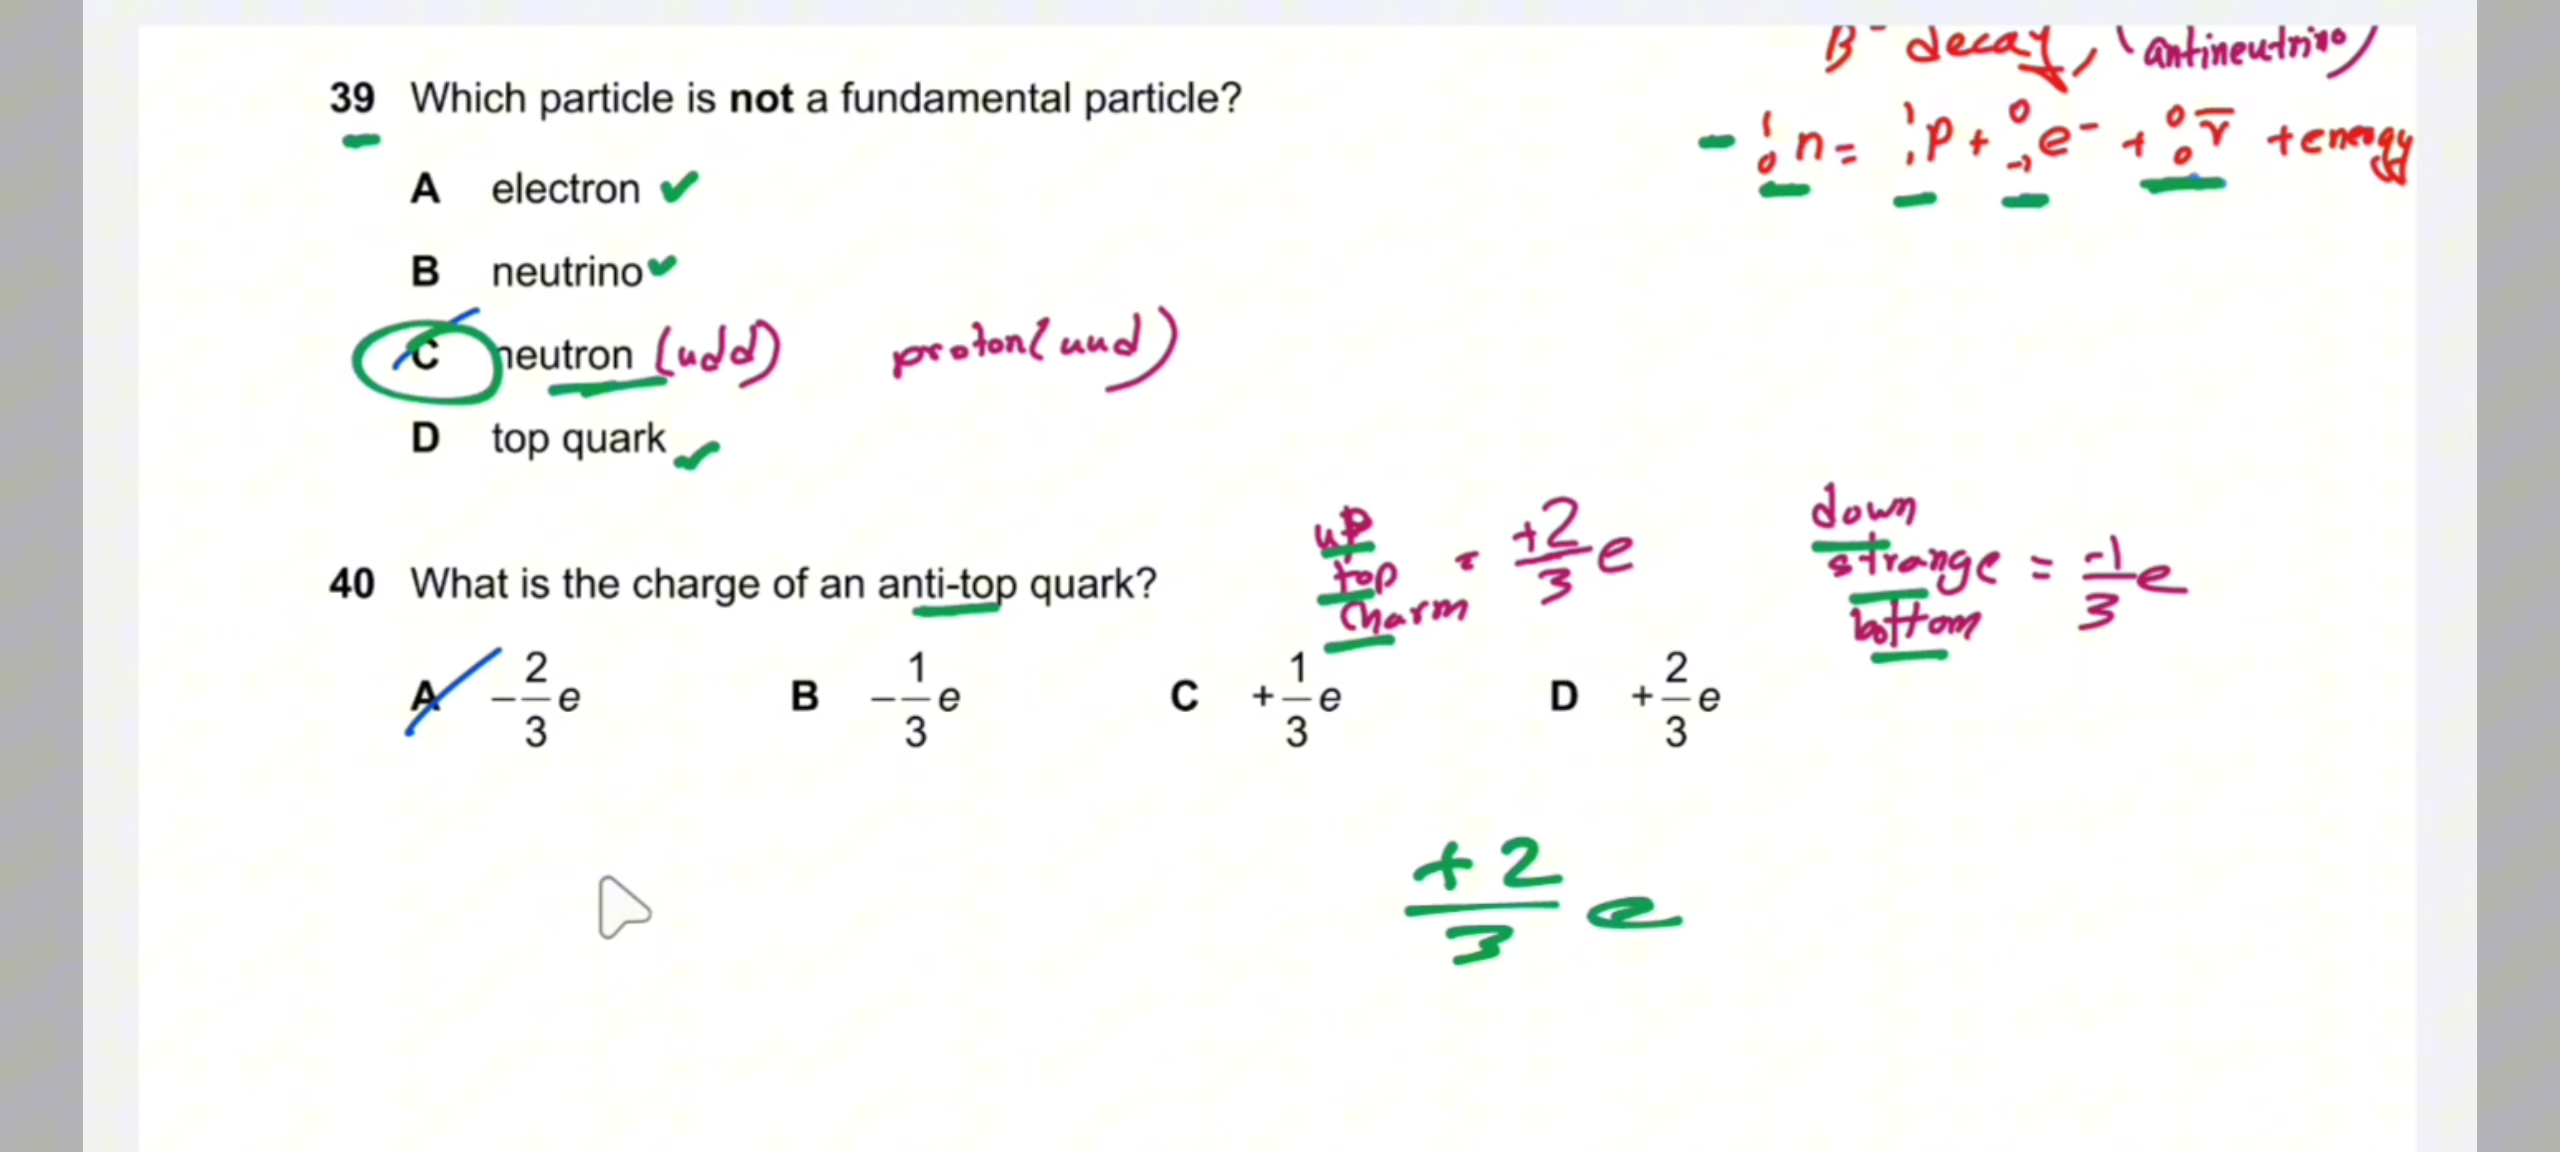 β⁻ decay, (antineutrino)
39 Which particle is not a fundamental particle?
¹₀n = ¹₁p + ⁰₋₁e⁻ + ⁰₀ν̅ + energy
A electron ✔
B neutrino ✔
C neutron (udd) proton(uud)
D top quark ✔
up
top
charm = +2/3 e
down
strange
bottom = -1/3 e
40 What is the charge of an anti-top quark?
A −2/3 e B −1/3 e C +1/3 e D +2/3 e
+2/3 e